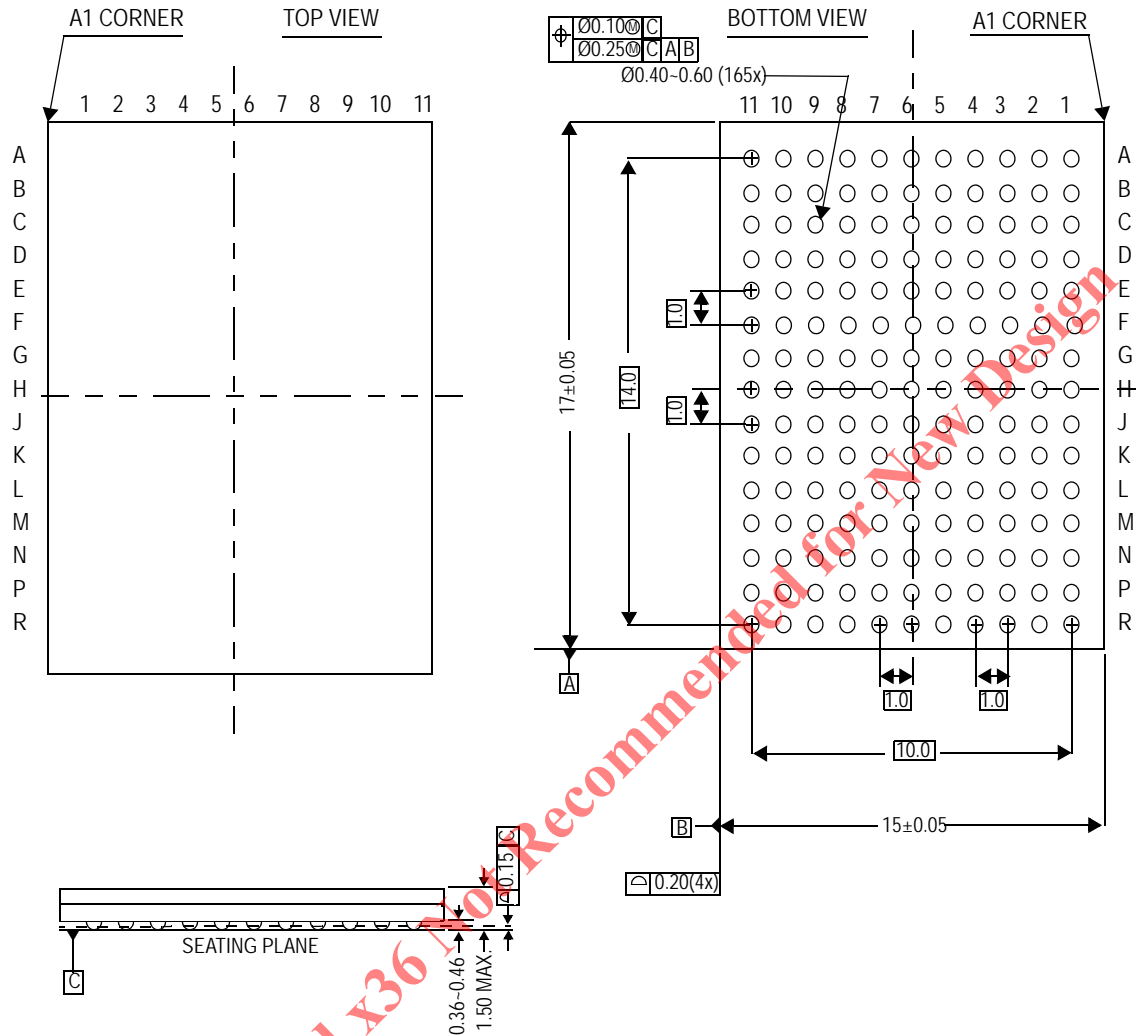 A1 CORNER TOP VIEW BOTTOM VIEW A1 CORNER
Ø0.10Ⓜ C
Ø0.25Ⓜ C A B
Ø0.40~0.60 (165x)
1 2 3 4 5 6 7 8 9 10 11
11 10 9 8 7 6 5 4 3 2 1
A
B
C
D
E
F
G
H
J
K
L
M
N
P
R
17±0.05
14.0
1.0
1.0
A
B
C
D
E
F
G
H
J
K
L
M
N
P
R
A
1.0
1.0
10.0
B
15±0.05
0.20(4x)
0.15 C
SEATING PLANE
C
0.36~0.46
1.50 MAX.
x36 Not Recommended for New Design